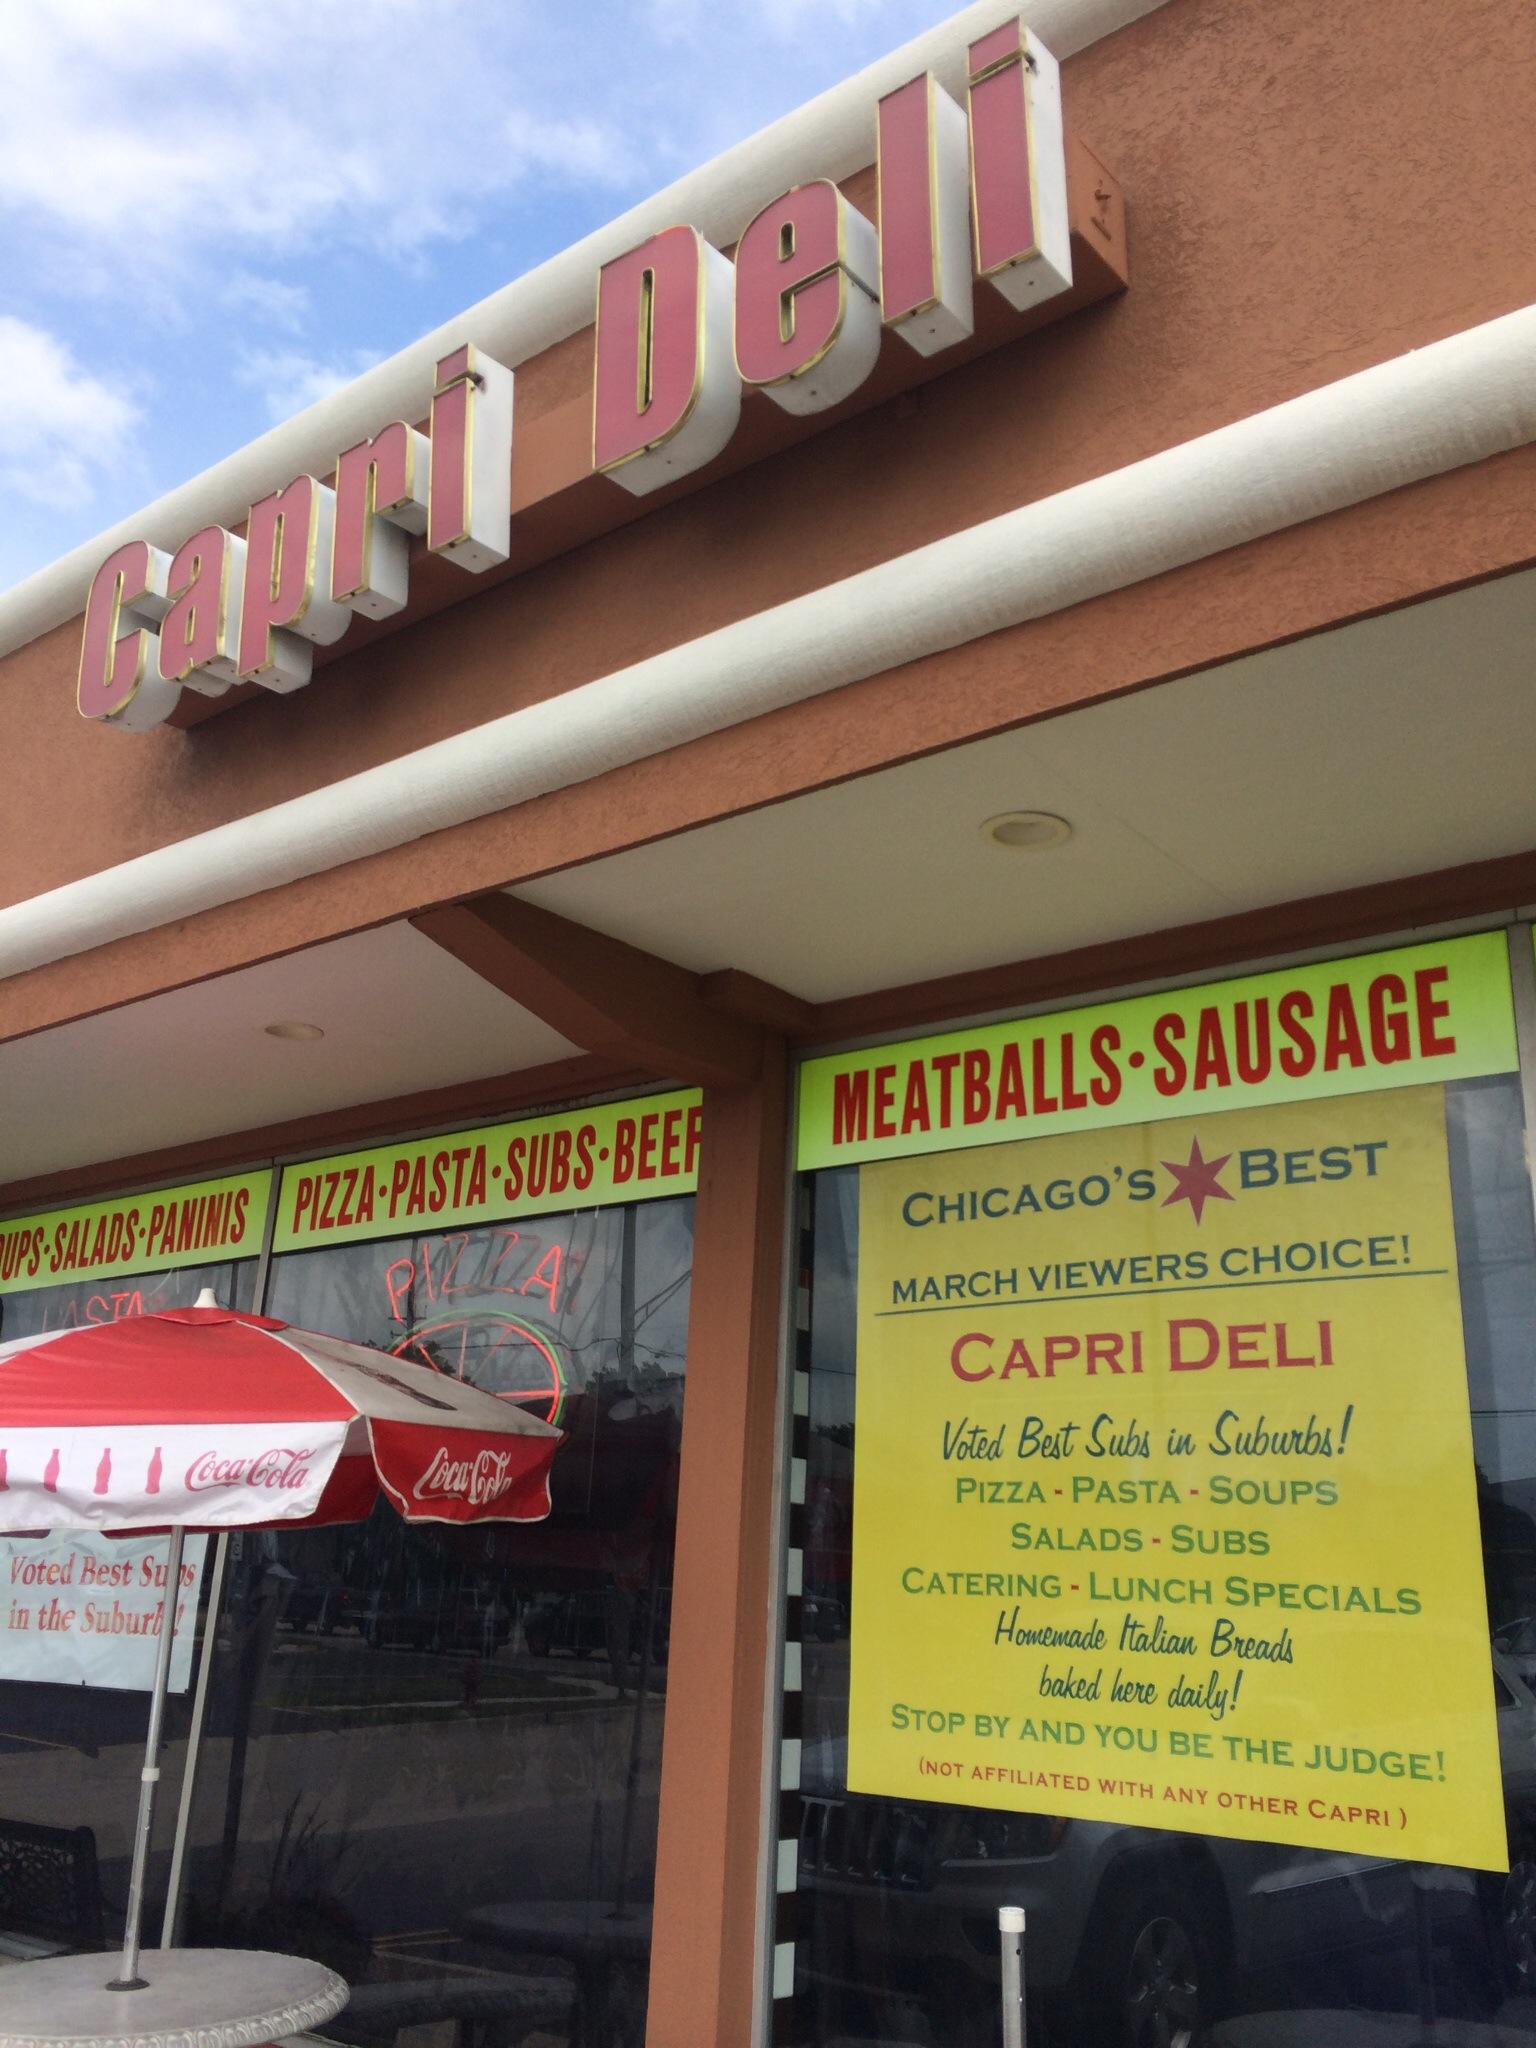 Capri Deli
MEATBALLS·SAUSAGE
PIZZA·PASTA·SUBS·BEEF
SALADS·PANINIS
PIZZA
CHICAGO'S BEST
MARCH VIEWERS CHOICE!
CAPRI DELI
Voted Best Subs in Suburbs!
PIZZA - PASTA - SOUPS
SALADS - SUBS
CATERING - LUNCH SPECIALS
Homemade Italian Breads
baked here daily!
STOP BY AND YOU BE THE JUDGE!
(NOT AFFILIATED WITH ANY OTHER CAPRI )
Coca-Cola
Coca-Cola
Voted Best Subs
in the Suburbs!